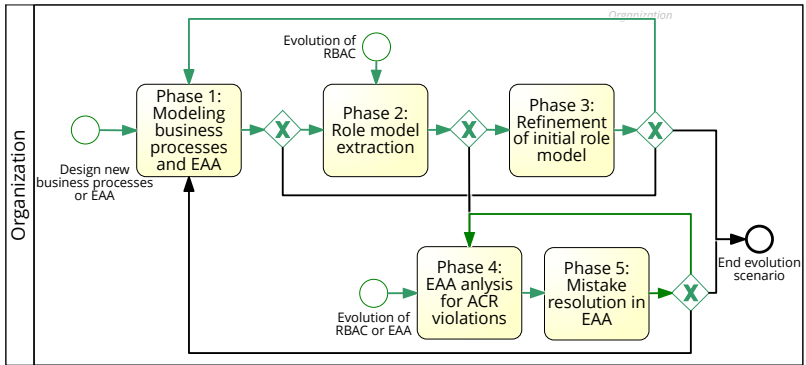 Organization
Organization
Evolution of
RBAC
Phase 1:
Modeling
business
processes
and EAA
X
Phase 2:
Role model
extraction
X
Phase 3:
Refinement
of initial role
model
X
Design new
business processes
or EAA
Phase 4:
EAA anlysis
for ACR
violations
Phase 5:
Mistake
resolution in
EAA
X
End evolution
scenario
Evolution of
RBAC or EAA